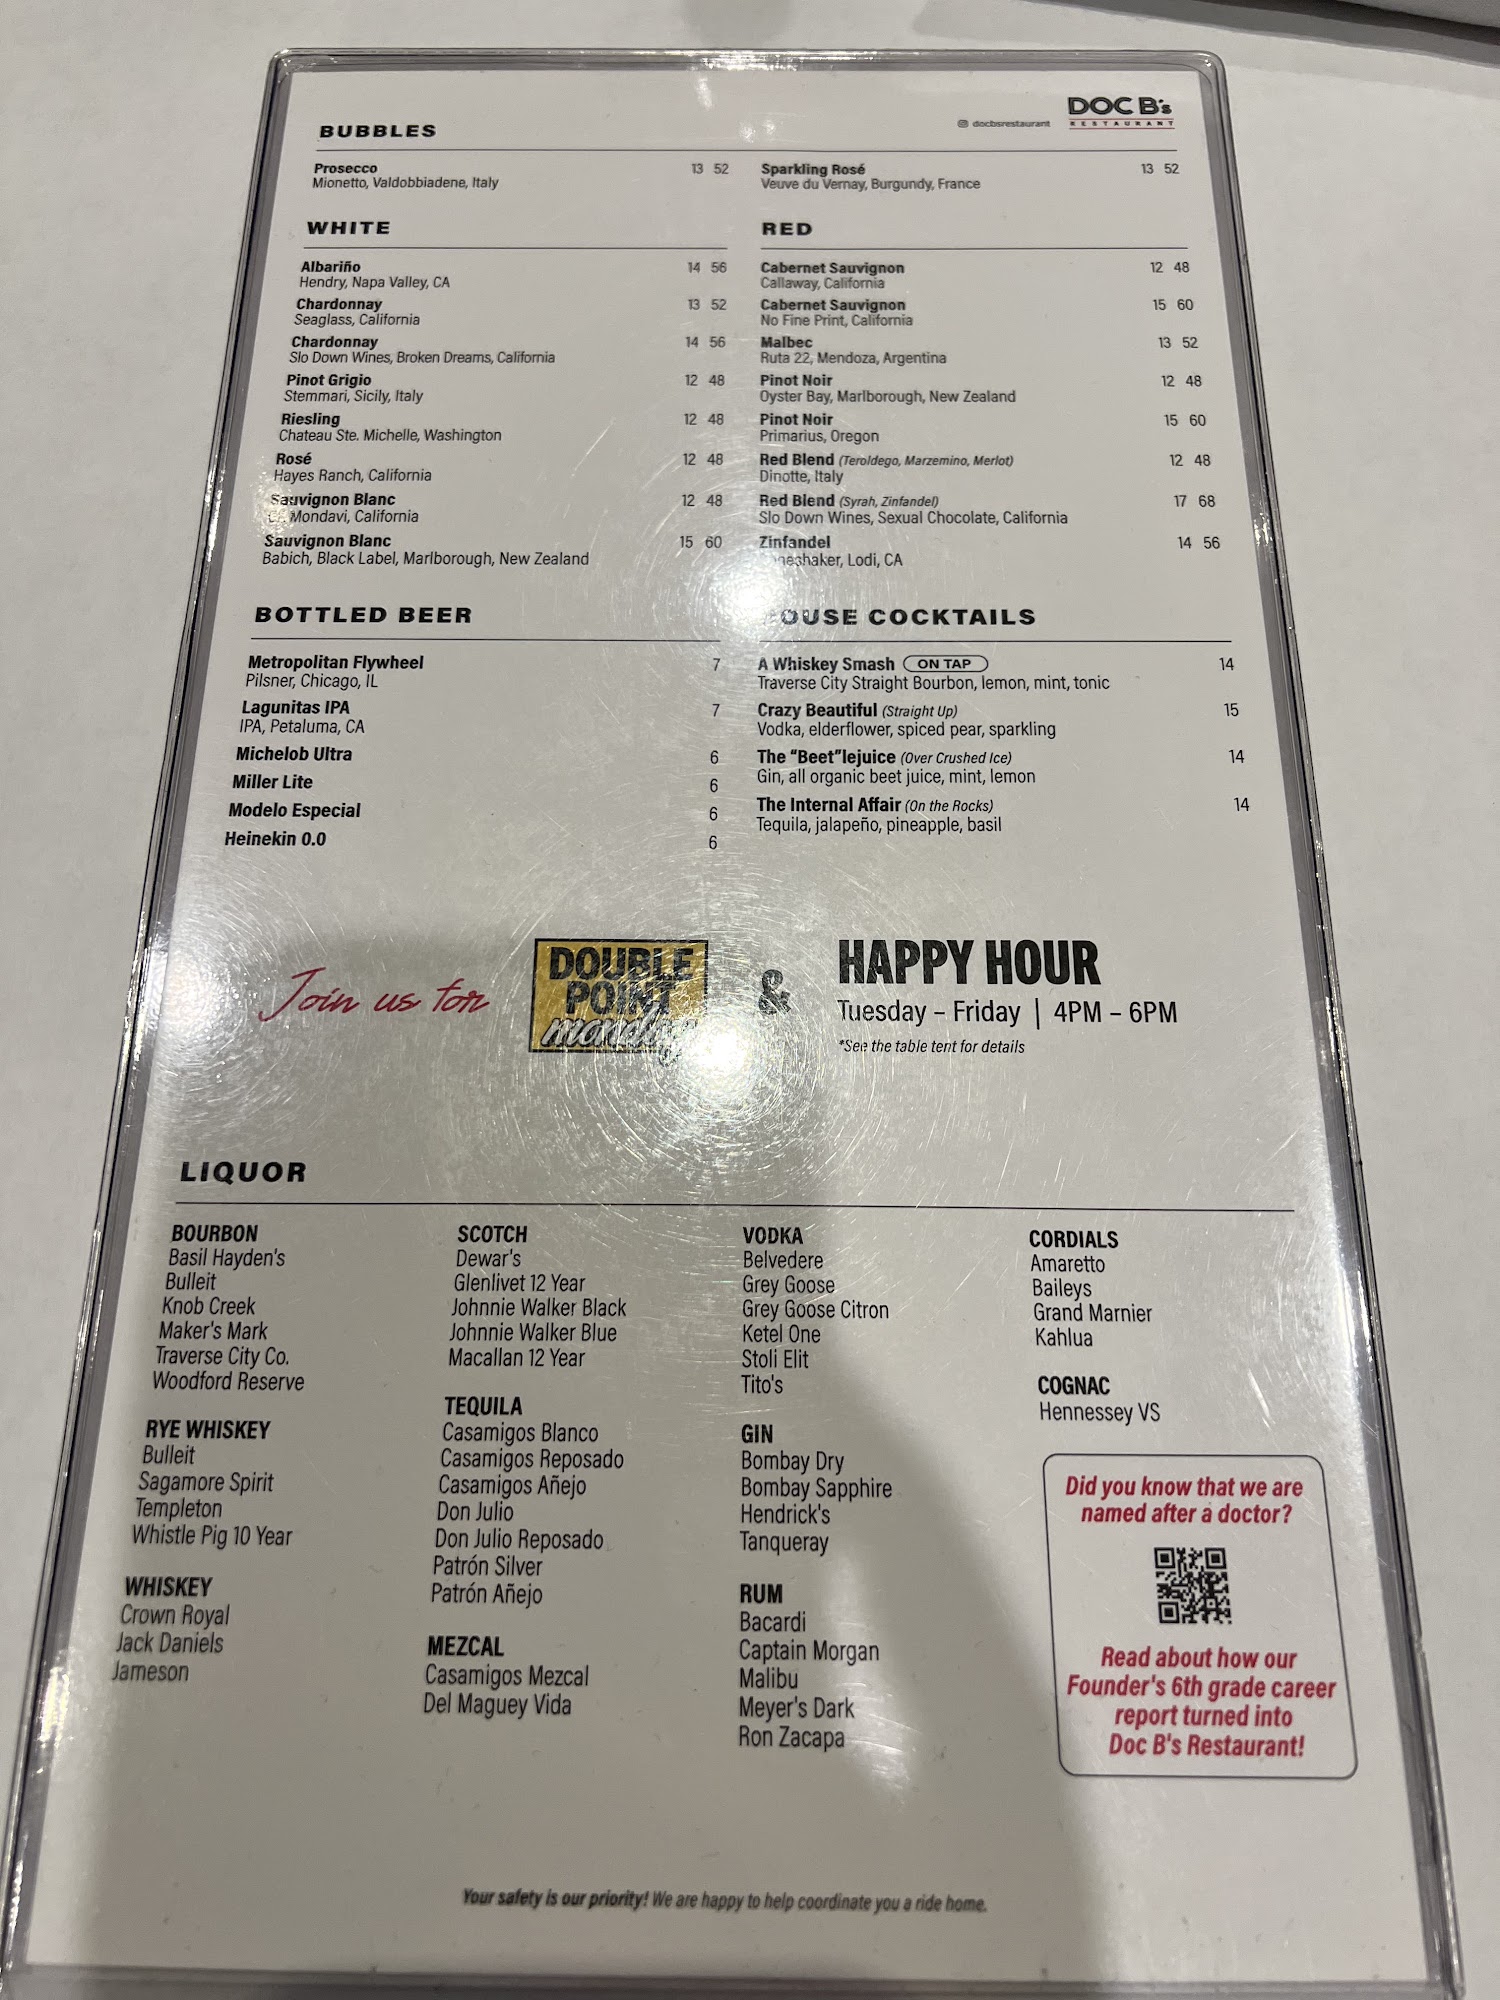 docbsrestaurant
DOC B's
RESTAURANT
BUBBLES
Prosecco 13 52
Mionetto, Valdobbiadene, Italy
Sparkling Rosé 13 52
Veuve du Vernay, Burgundy, France
WHITE
Albariño 14 56
Hendry, Napa Valley, CA
Chardonnay 13 52
Seaglass, California
Chardonnay 14 56
Slo Down Wines, Broken Dreams, California
Pinot Grigio 12 48
Stemmari, Sicily, Italy
Riesling 12 48
Chateau Ste. Michelle, Washington
Rosé 12 48
Hayes Ranch, California
Sauvignon Blanc 12 48
Mondavi, California
Sauvignon Blanc 15 60
Babich, Black Label, Marlborough, New Zealand
RED
Cabernet Sauvignon 12 48
Callaway, California
Cabernet Sauvignon 15 60
No Fine Print, California
Malbec 13 52
Ruta 22, Mendoza, Argentina
Pinot Noir 12 48
Oyster Bay, Marlborough, New Zealand
Pinot Noir 15 60
Primarius, Oregon
Red Blend (Teroldego, Marzemino, Merlot) 12 48
Dinotte, Italy
Red Blend (Syrah, Zinfandel) 17 68
Slo Down Wines, Sexual Chocolate, California
Zinfandel 14 56
Lodi, CA
BOTTLED BEER
Metropolitan Flywheel 7
Pilsner, Chicago, IL
Lagunitas IPA 7
IPA, Petaluma, CA
Michelob Ultra 6
Miller Lite 6
Modelo Especial 6
Heinekin 0.0 6
HOUSE COCKTAILS
A Whiskey Smash ON TAP 14
Traverse City Straight Bourbon, lemon, mint, tonic
Crazy Beautiful (Straight Up) 15
Vodka, elderflower, spiced pear, sparkling
The “Beet”lejuice (Over Crushed Ice) 14
Gin, all organic beet juice, mint, lemon
The Internal Affair (On the Rocks) 14
Tequila, jalapeño, pineapple, basil
Join us for
DOUBLE
POINT
monday
&
HAPPY HOUR
Tuesday – Friday | 4PM – 6PM
*See the table tent for details
LIQUOR
BOURBON
Basil Hayden's
Bulleit
Knob Creek
Maker's Mark
Traverse City Co.
Woodford Reserve
RYE WHISKEY
Bulleit
Sagamore Spirit
Templeton
Whistle Pig 10 Year
WHISKEY
Crown Royal
Jack Daniels
Jameson
SCOTCH
Dewar's
Glenlivet 12 Year
Johnnie Walker Black
Johnnie Walker Blue
Macallan 12 Year
TEQUILA
Casamigos Blanco
Casamigos Reposado
Casamigos Añejo
Don Julio
Don Julio Reposado
Patrón Silver
Patrón Añejo
MEZCAL
Casamigos Mezcal
Del Maguey Vida
VODKA
Belvedere
Grey Goose
Grey Goose Citron
Ketel One
Stoli Elit
Tito's
GIN
Bombay Dry
Bombay Sapphire
Hendrick's
Tanqueray
RUM
Bacardi
Captain Morgan
Malibu
Meyer's Dark
Ron Zacapa
CORDIALS
Amaretto
Baileys
Grand Marnier
Kahlua
COGNAC
Hennessey VS
Did you know that we are
named after a doctor?
Read about how our
Founder's 6th grade career
report turned into
Doc B's Restaurant!
Your safety is our priority! We are happy to help coordinate you a ride home.